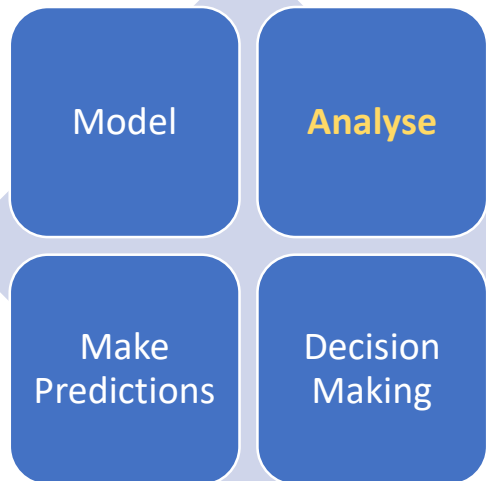 Model
Analyse
Make
Predictions
Decision
Making